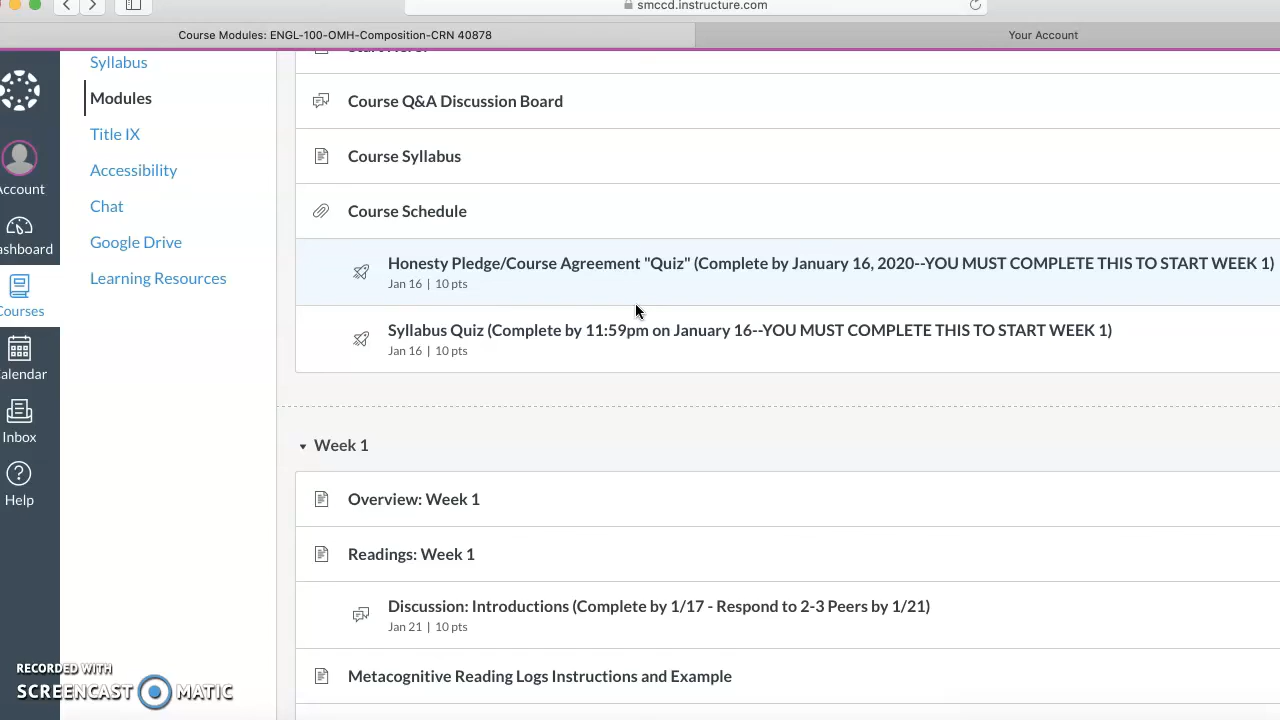 smccd.instructure.com
Course Modules: ENGL-100-OMH-Composition-CRN 40878
Your Account
Syllabus
Modules
Title IX
Accessibility
Chat
Google Drive
Learning Resources
Account
ashboard
Courses
Calendar
Inbox
Help
Start Here!
Course Q&A Discussion Board
Course Syllabus
Course Schedule
Honesty Pledge/Course Agreement "Quiz" (Complete by January 16, 2020--YOU MUST COMPLETE THIS TO START WEEK 1)
Jan 16 | 10 pts
Syllabus Quiz (Complete by 11:59pm on January 16--YOU MUST COMPLETE THIS TO START WEEK 1)
Jan 16 | 10 pts
Week 1
Overview: Week 1
Readings: Week 1
Discussion: Introductions (Complete by 1/17 - Respond to 2-3 Peers by 1/21)
Jan 21 | 10 pts
Metacognitive Reading Logs Instructions and Example
RECORDED WITH
SCREENCAST MATIC